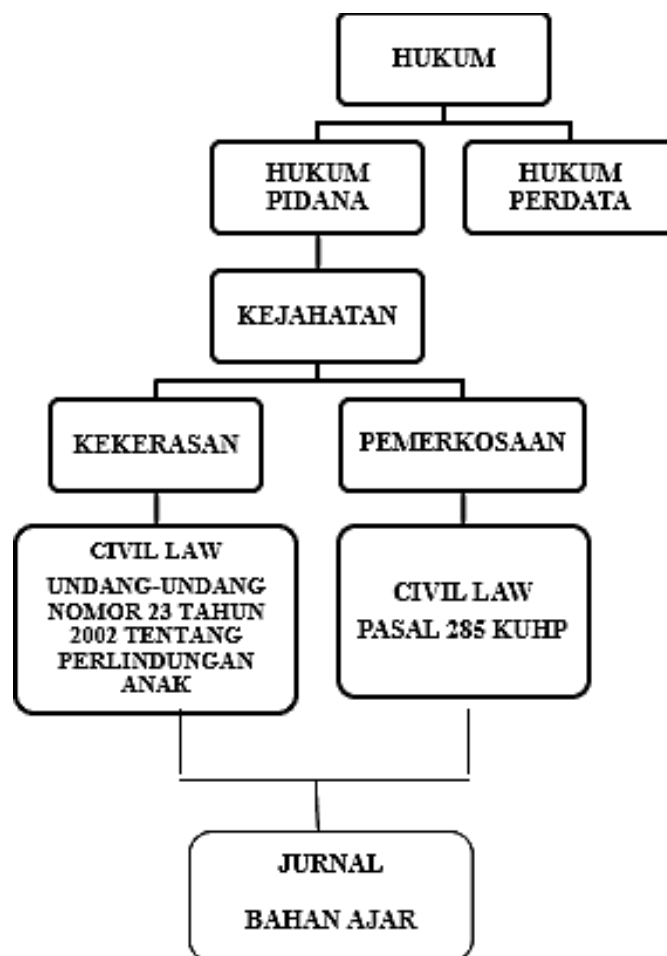 HUKUM
HUKUM
PIDANA
HUKUM
PERDATA
KEJAHATAN
KEKERASAN
PEMERKOSAAN
CIVIL LAW
UNDANG-UNDANG
NOMOR 23 TAHUN
2002 TENTANG
PERLINDUNGAN
ANAK
CIVIL LAW
PASAL 285 KUHP
JURNAL
BAHAN AJAR